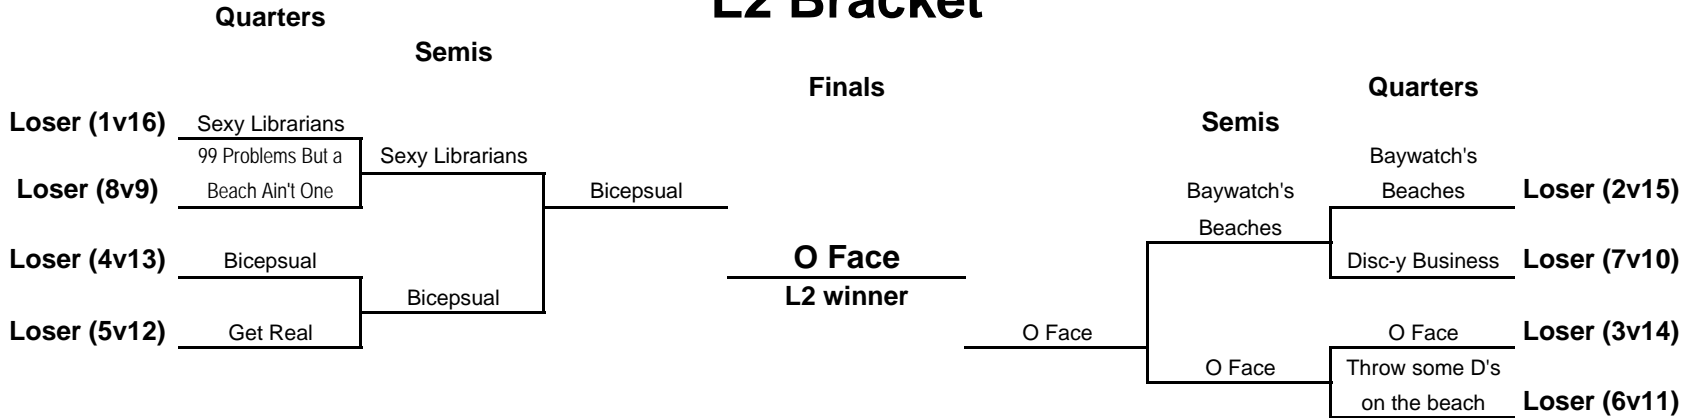 L2 Bracket
Quarters
Semis
Finals
Quarters
Loser (1v16) Sexy Librarians
Semis
99 Problems But a
Sexy Librarians
Baywatch's
Loser (8v9)
Beach Ain't One
Bicepsual
Baywatch's
Beaches
Loser (2v15)
Beaches
Loser (4v13) Bicepsual
O Face
Disc-y Business Loser (7v10)
Bicepsual
L2 winner
Loser (5v12) Get Real
O Face
O Face
Loser (3v14)
O Face
Throw some D's
on the beach
Loser (6v11)